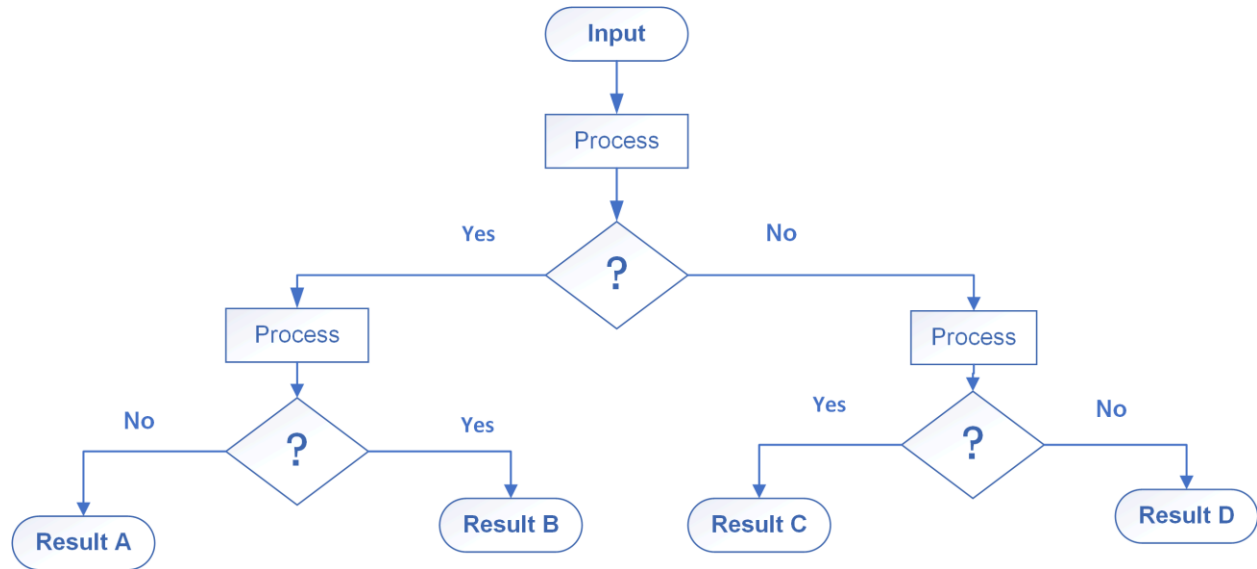 Input
Process
Yes
No
?
Process
Process
No
Yes
Yes
No
?
?
Result A
Result B
Result C
Result D